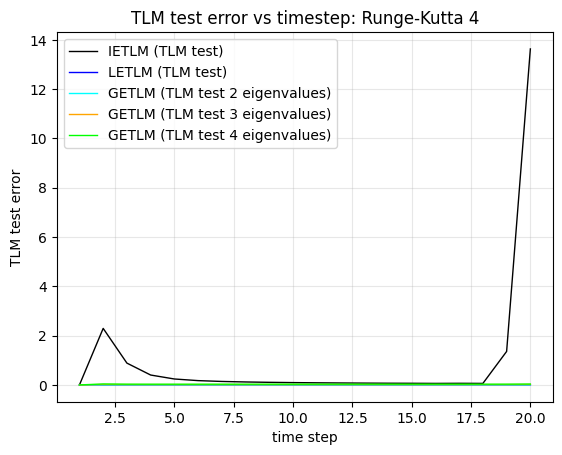 TLM test error vs timestep: Runge-Kutta 4
IETLM (TLM test)
LETLM (TLM test)
GETLM (TLM test 2 eigenvalues)
GETLM (TLM test 3 eigenvalues)
GETLM (TLM test 4 eigenvalues)
TLM test error
14
12
10
8
6
4
2
0
2.5 5.0 7.5 10.0 12.5 15.0 17.5 20.0
time step